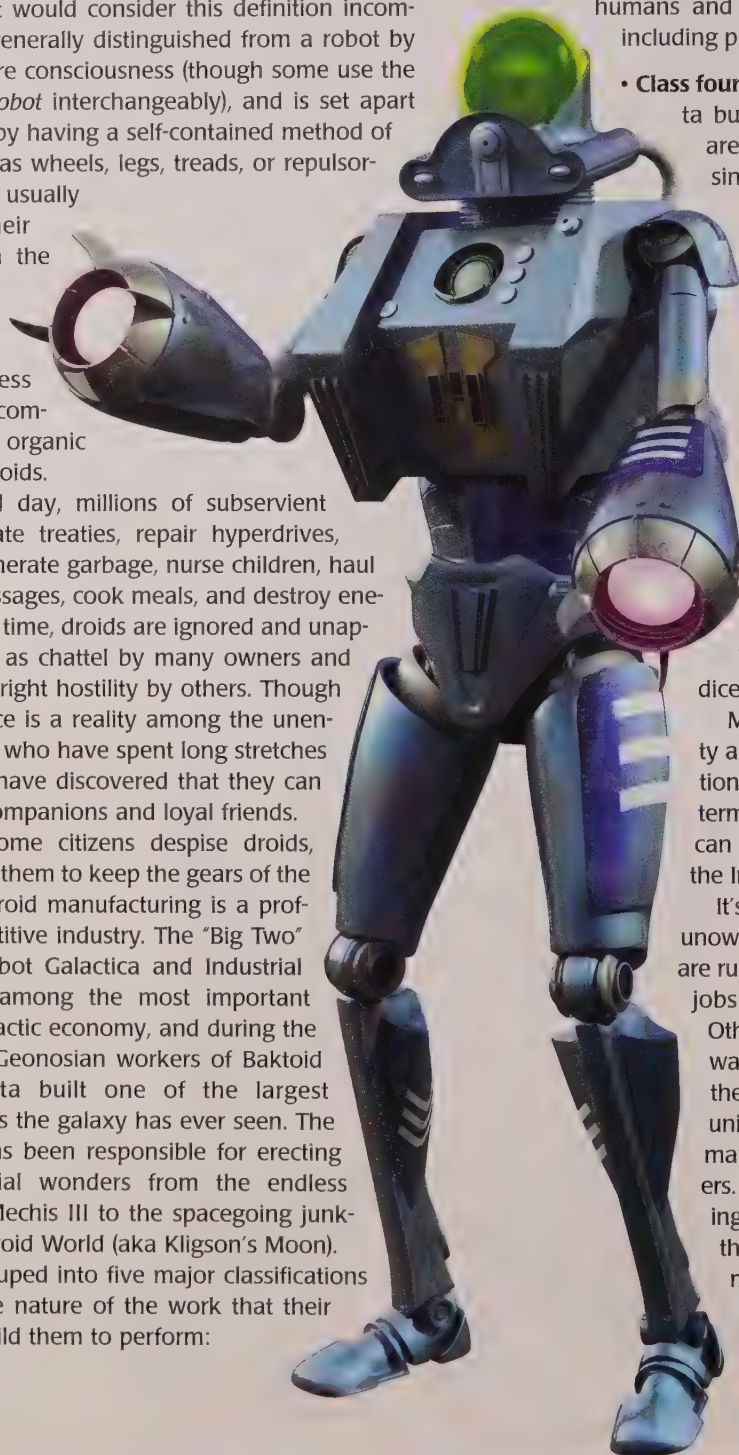 would consider this definition incom-
enerally distinguished from a robot by
re consciousness (though some use the
obot interchangeably), and is set apart
by having a self-contained method of
as wheels, legs, treads, or repulsor-
usually
heir
the
ess
com-
organic
oids.
l day, millions of subservient
ate treaties, repair hyperdrives,
nerate garbage, nurse children, haul
ssages, cook meals, and destroy ene-
time, droids are ignored and unap-
as chattel by many owners and
right hostility by others. Though
ce is a reality among the unen-
who have spent long stretches
have discovered that they can
ompanions and loyal friends.
ome citizens despise droids,
them to keep the gears of the
roid manufacturing is a prof-
titive industry. The "Big Two"
bot Galactica and Industrial
among the most important
actic economy, and during the
Geonosian workers of Baktoid
ta built one of the largest
s the galaxy has ever seen. The
as been responsible for erecting
ial wonders from the endless
Mechis III to the spacegoing junk-
roid World (aka Kligson's Moon).
uped into five major classifications
e nature of the work that their
ild them to perform:
humans and
including p
• Class four
ta bu
are
sin
dice
M
ty a
tion
term
can
the In
It's
unow
are ru
jobs
Oth
wa
the
uni
ma
ers.
ing
th